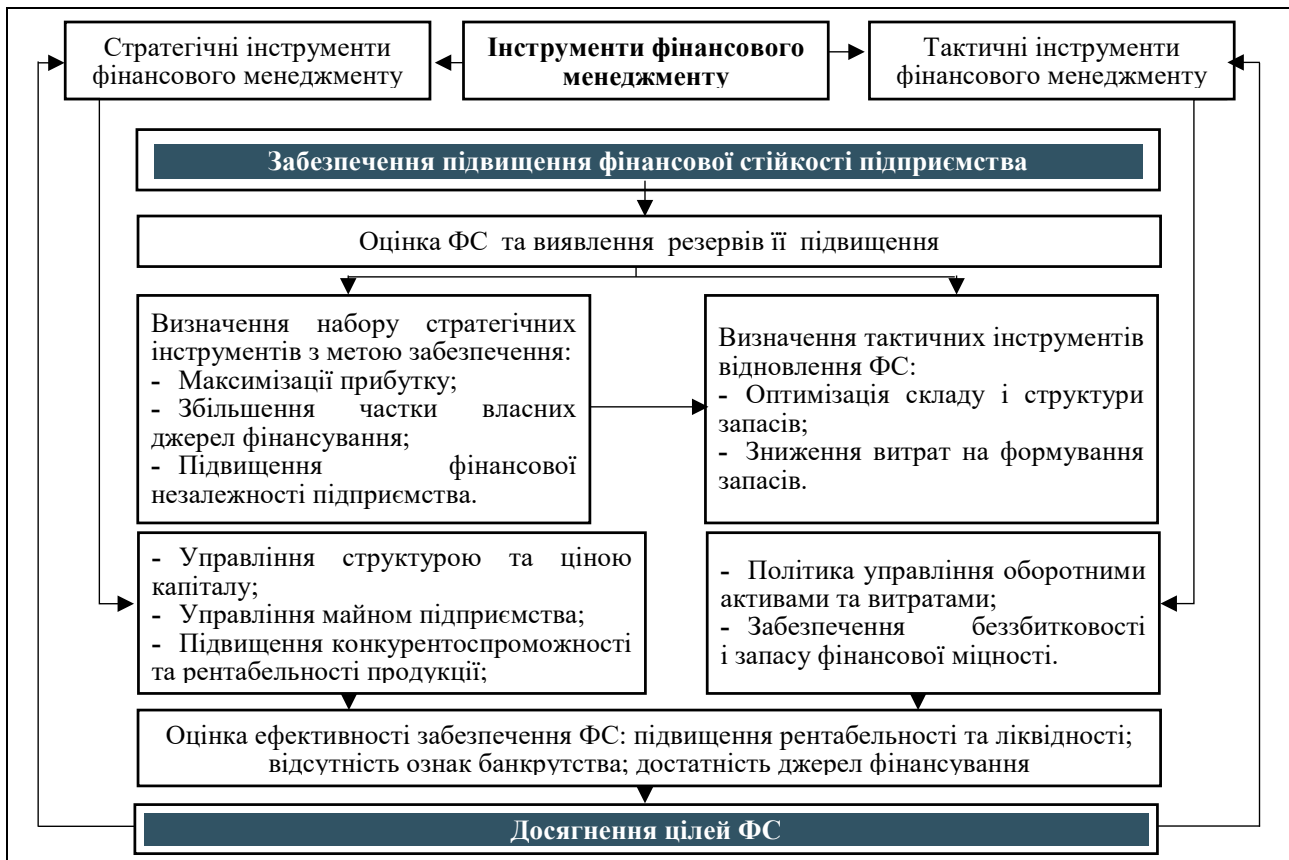 Стратегічні інструменти
фінансового менеджменту
Інструменти фінансового
менеджменту
Тактичні інструменти
фінансового менеджменту
Забезпечення підвищення фінансової стійкості підприємства
Оцінка ФС та виявлення резервів її підвищення
Визначення набору стратегічних
інструментів з метою забезпечення:
- Максимізації прибутку;
- Збільшення частки власних
джерел фінансування;
- Підвищення фінансової
незалежності підприємства.
Визначення тактичних інструментів
відновлення ФС:
- Оптимізація складу і структури
запасів;
- Зниження витрат на формування
запасів.
- Управління структурою та ціною
капіталу;
- Управління майном підприємства;
- Підвищення конкурентоспроможності
та рентабельності продукції;
- Політика управління оборотними
активами та витратами;
- Забезпечення беззбитковості
і запасу фінансової міцності.
Оцінка ефективності забезпечення ФС: підвищення рентабельності та ліквідності;
відсутність ознак банкрутства; достатність джерел фінансування
Досягнення цілей ФС